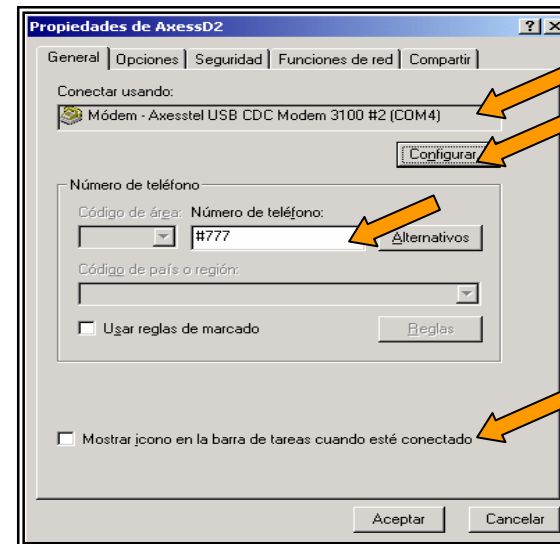 Propiedades de AxessD2
General Opciones Seguridad Funciones de red Compartir
Conectar usando:
Módem - Axesstel USB CDC Modem 3100 #2 (COM4)
Configurar...
Número de teléfono
Código de área: Número de teléfono:
#777 Alternativos
Código de país o región:
Usar reglas de marcado Reglas
Mostrar icono en la barra de tareas cuando esté conectado
Aceptar Cancelar